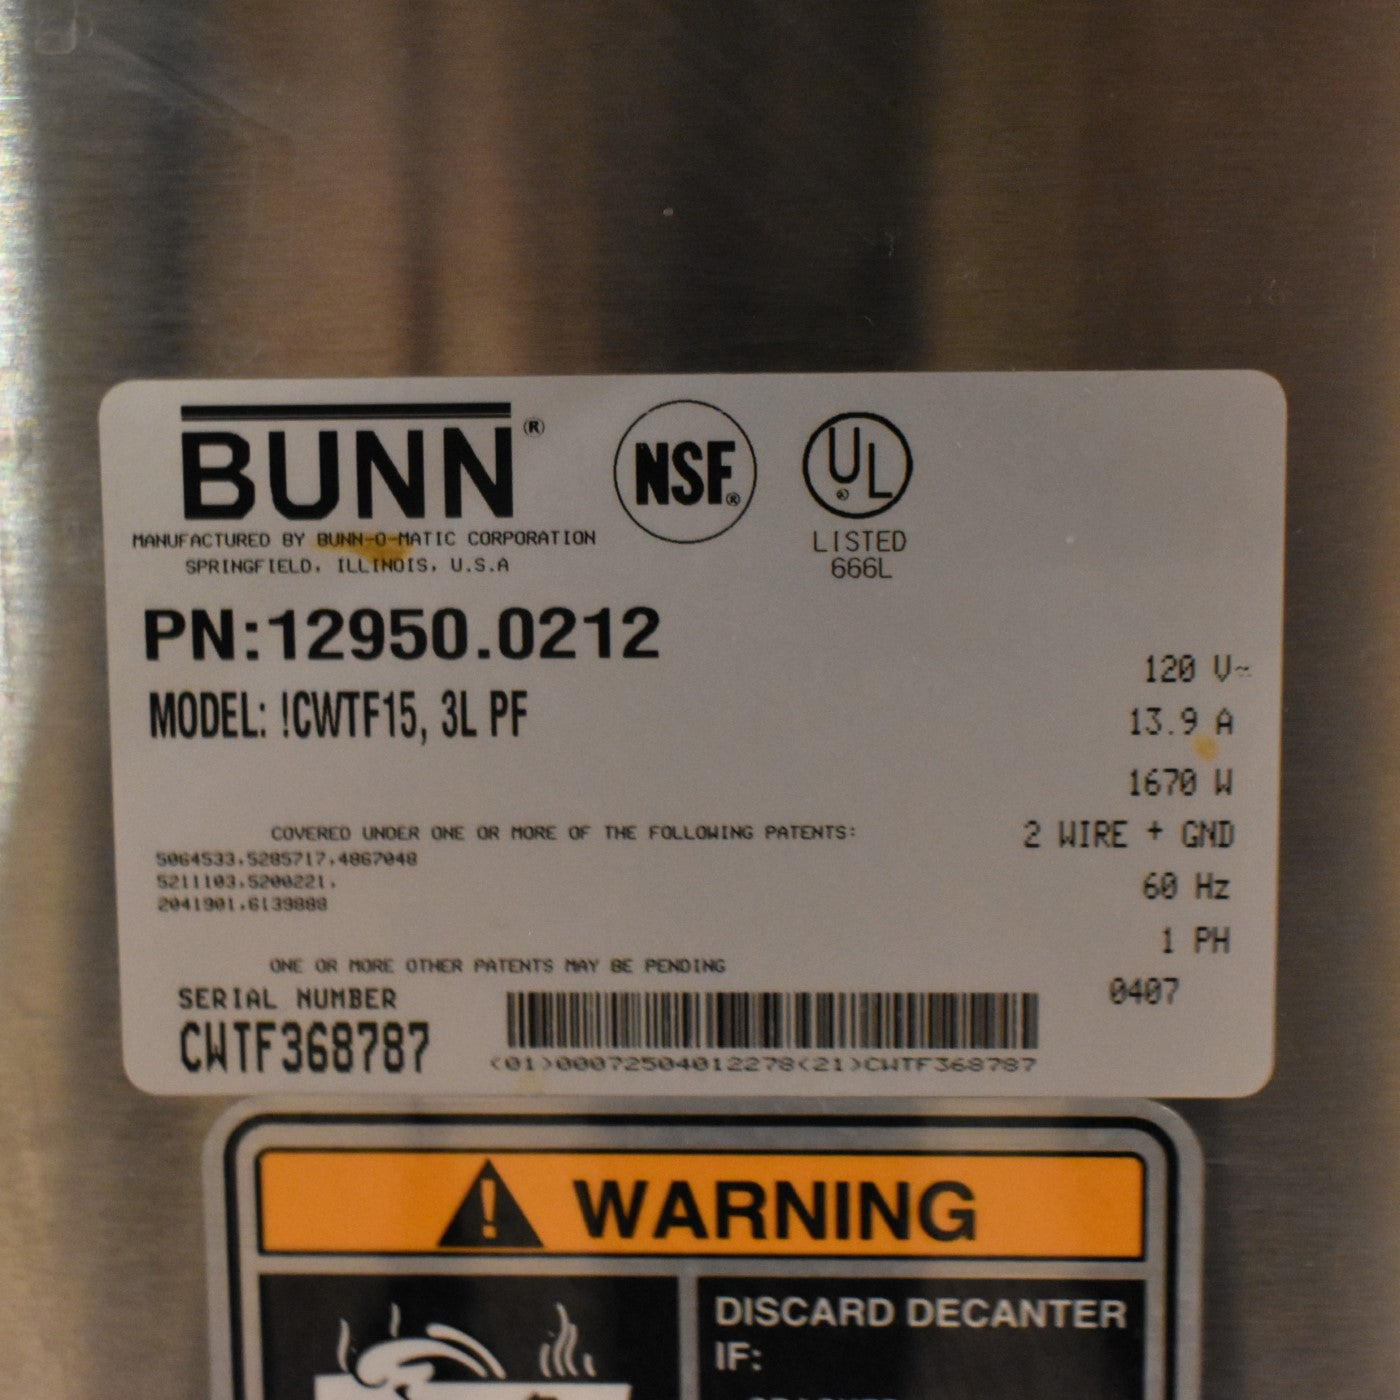 BUNN®
MANUFACTURED BY BUNN-O-MATIC CORPORATION
SPRINGFIELD, ILLINOIS, U.S.A
NSF®
UL
LISTED
666L
PN:12950.0212
MODEL: !CWTF15, 3L PF
120 V~
13.9 A
1670 W
2 WIRE + GND
60 Hz
1 PH
0407
COVERED UNDER ONE OR MORE OF THE FOLLOWING PATENTS:
5064533,5285717,4867048
5211103,5200221,
2041901,6139888
ONE OR MORE OTHER PATENTS MAY BE PENDING
SERIAL NUMBER
CWTF368787
(01)00072504012278(21)CWTF368787
WARNING
DISCARD DECANTER
IF: